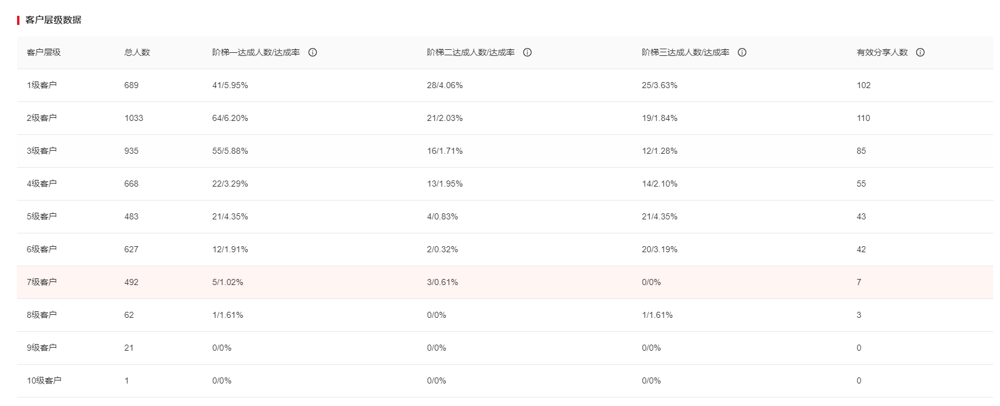 客户层级数据
客户层级 总人数 阶梯一达成人数/达成率 阶梯二达成人数/达成率 阶梯三达成人数/达成率 有效分享人数
1级客户 689 41/5.95% 28/4.06% 25/3.63% 102
2级客户 1033 64/6.20% 21/2.03% 19/1.84% 110
3级客户 935 55/5.88% 16/1.71% 12/1.28% 85
4级客户 668 22/3.29% 13/1.95% 14/2.10% 55
5级客户 483 21/4.35% 4/0.83% 21/4.35% 43
6级客户 627 12/1.91% 2/0.32% 20/3.19% 42
7级客户 492 5/1.02% 3/0.61% 0/0% 7
8级客户 62 1/1.61% 0/0% 1/1.61% 3
9级客户 21 0/0% 0/0% 0/0% 0
10级客户 1 0/0% 0/0% 0/0% 0